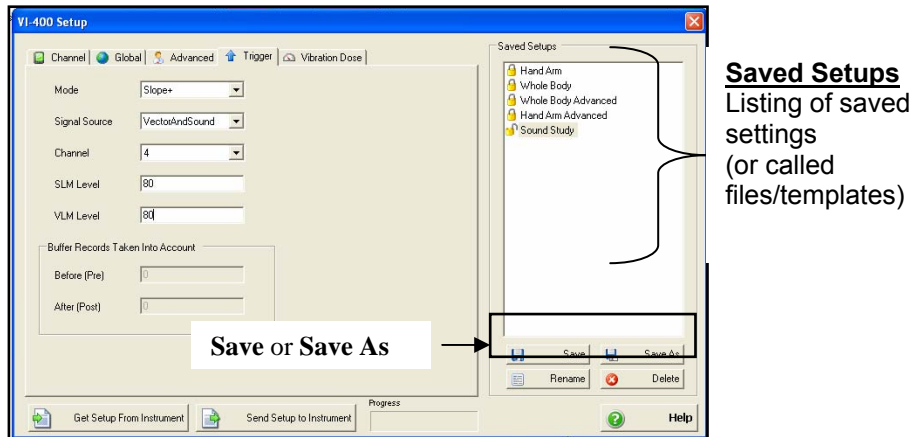 VI-400 Setup
Channel Global Advanced Trigger Vibration Dose
Mode Slope+
Signal Source VectorAndSound
Channel 4
SLM Level 80
VLM Level 80
Buffer Records Taken Into Account
Before (Pre) 0
After (Post) 0
Saved Setups
Hand Arm
Whole Body
Whole Body Advanced
Hand Arm Advanced
Sound Study
Save Save As
Rename Delete
Get Setup From Instrument Send Setup to Instrument
Progress
Help
Save or Save As
Saved Setups
Listing of saved
settings
(or called
files/templates)